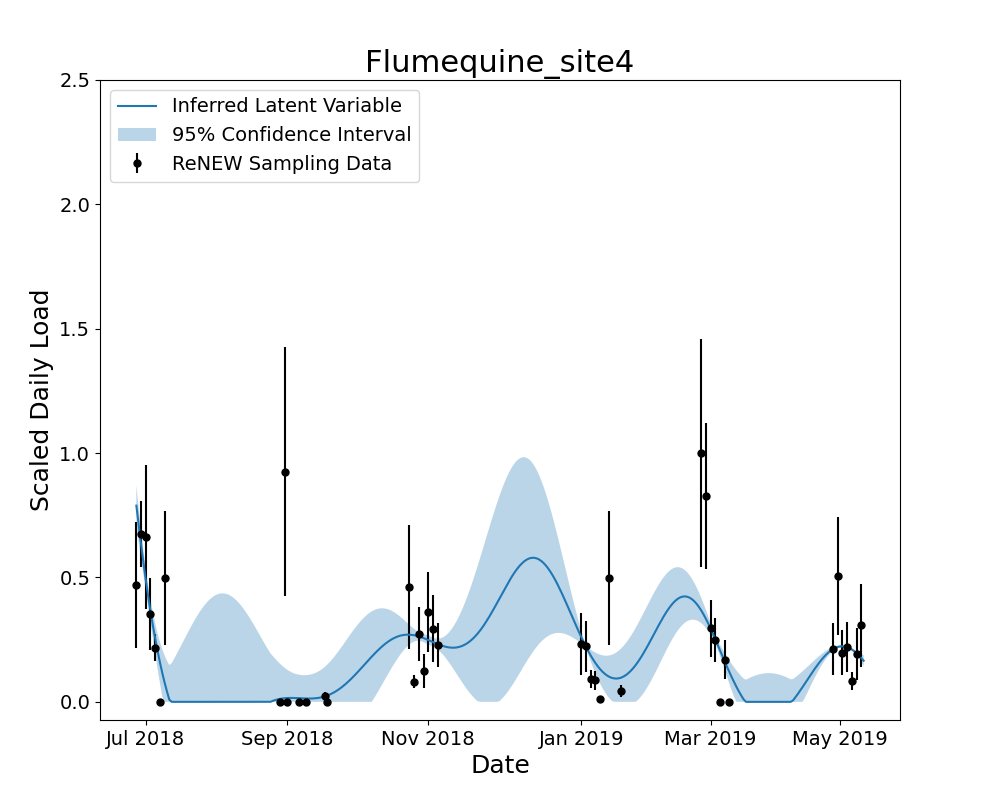 Flumequine_site4
Inferred Latent Variable
95% Confidence Interval
ReNEW Sampling Data
Scaled Daily Load
2.5
2.0
1.5
1.0
0.5
0.0
Jul 2018 Sep 2018 Nov 2018 Jan 2019 Mar 2019 May 2019
Date